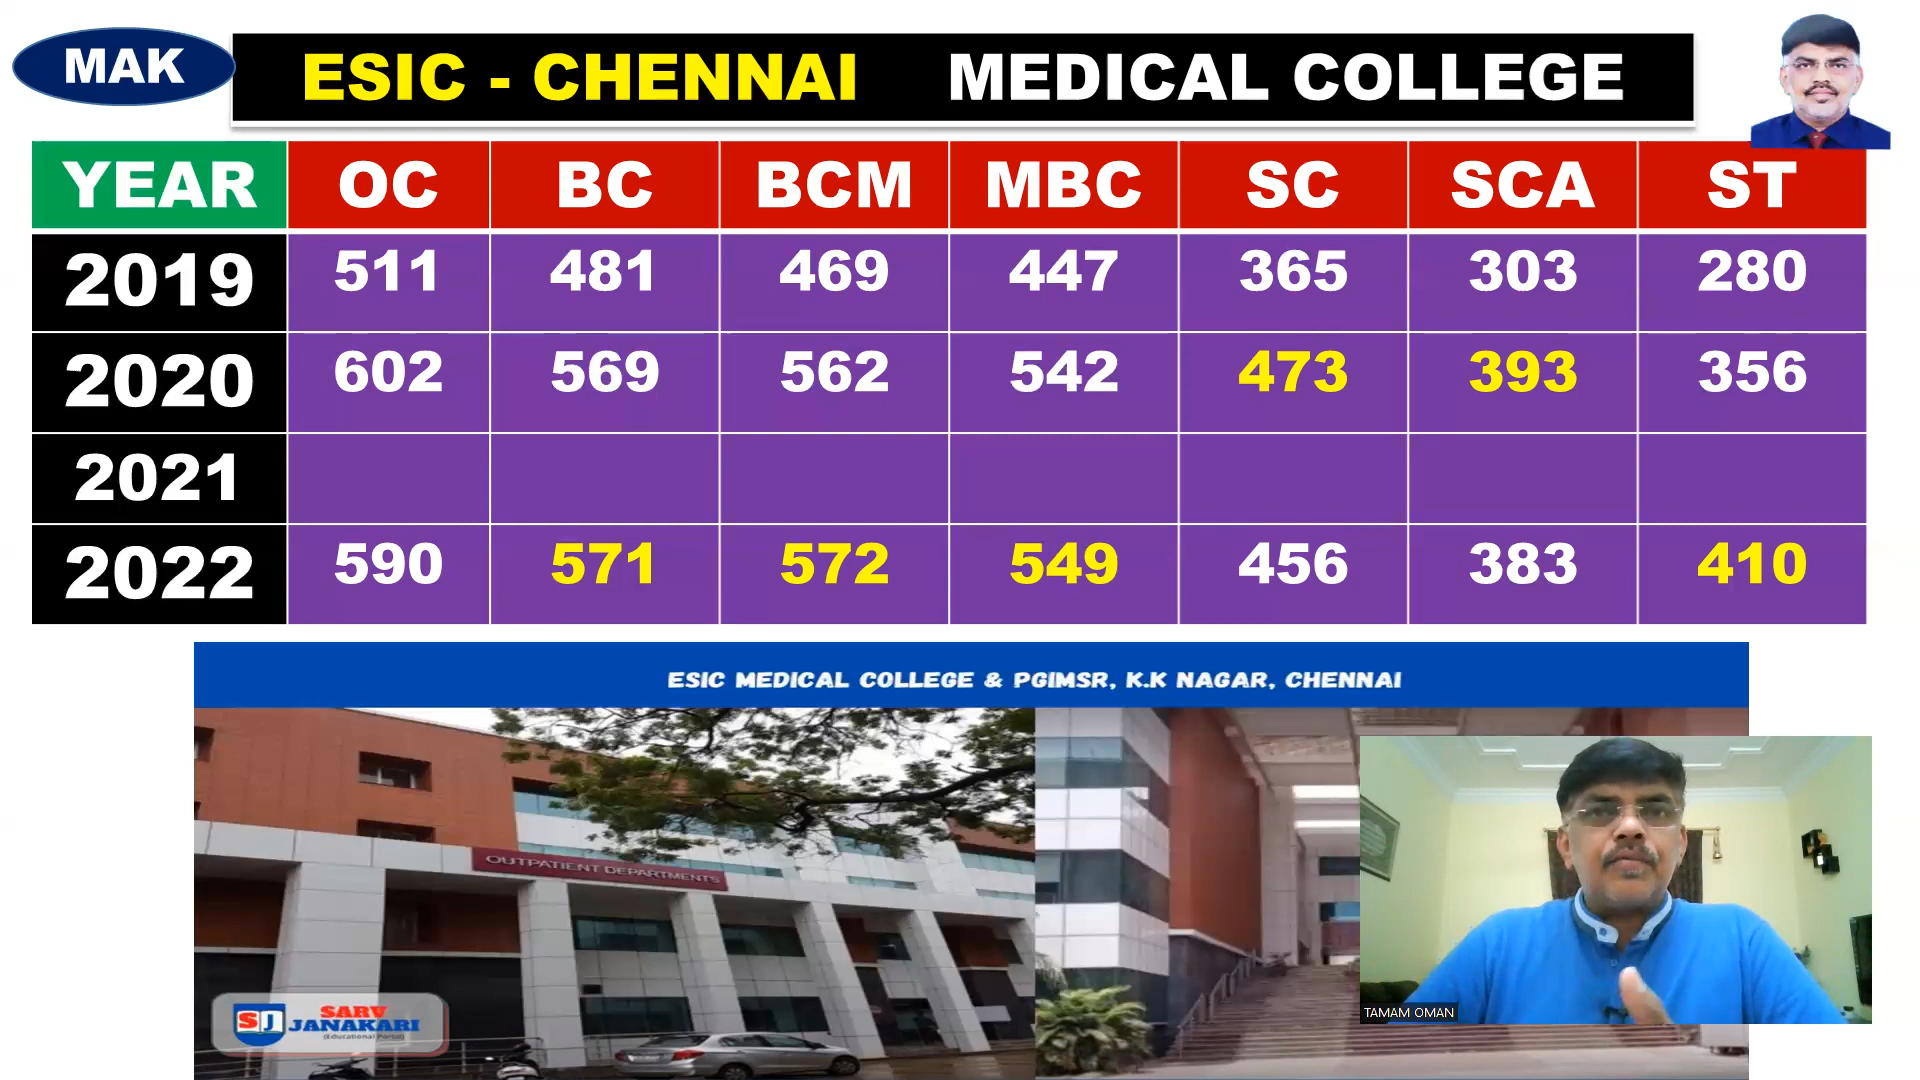 MAK
ESIC - CHENNAI MEDICAL COLLEGE
YEAR OC BC BCM MBC SC SCA ST
2019 511 481 469 447 365 303 280
2020 602 569 562 542 473 393 356
2021
2022 590 571 572 549 456 383 410
ESIC MEDICAL COLLEGE & PGIMSR, K.K NAGAR, CHENNAI
OUTPATIENT DEPARTMENTS
SJ SARV
JANAKARI
(Educational Portal)
TAMAM OMAN